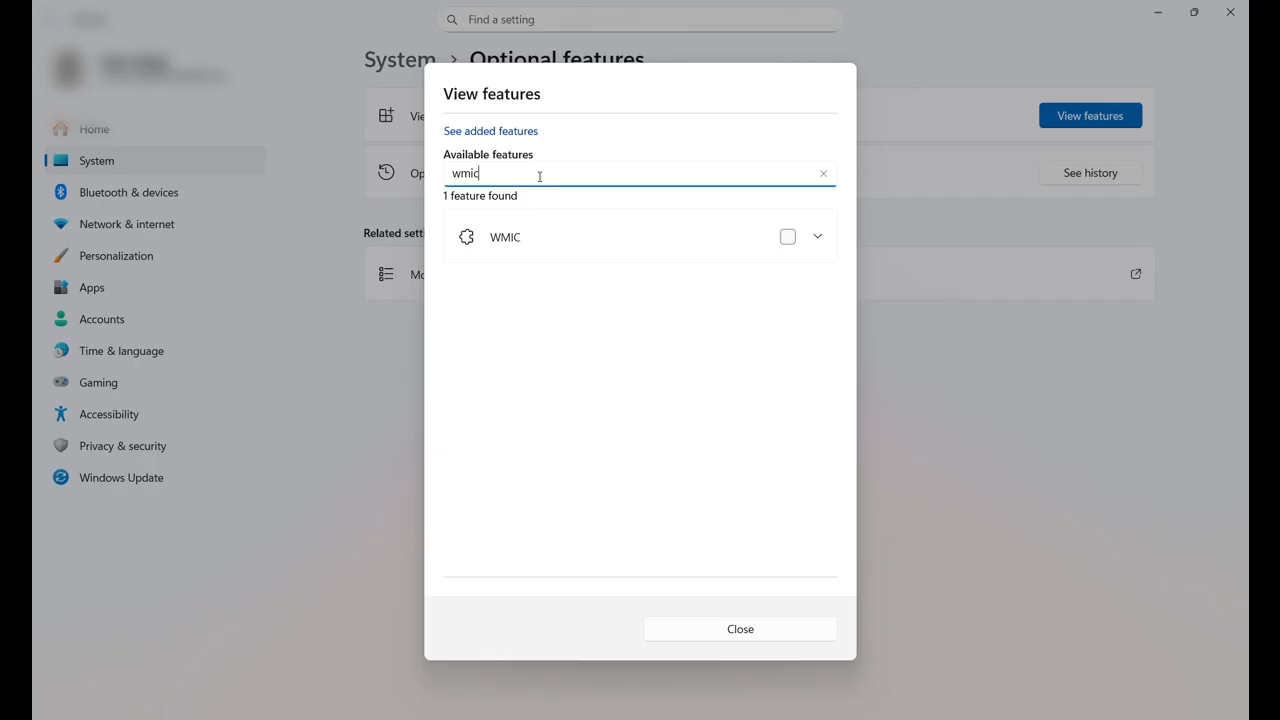 Find a setting
System > Optional features
View features
See added features
Available features
wmic
1 feature found
WMIC
Close
View features
See history
Related setti
Home
System
Bluetooth & devices
Network & internet
Personalization
Apps
Accounts
Time & language
Gaming
Accessibility
Privacy & security
Windows Update